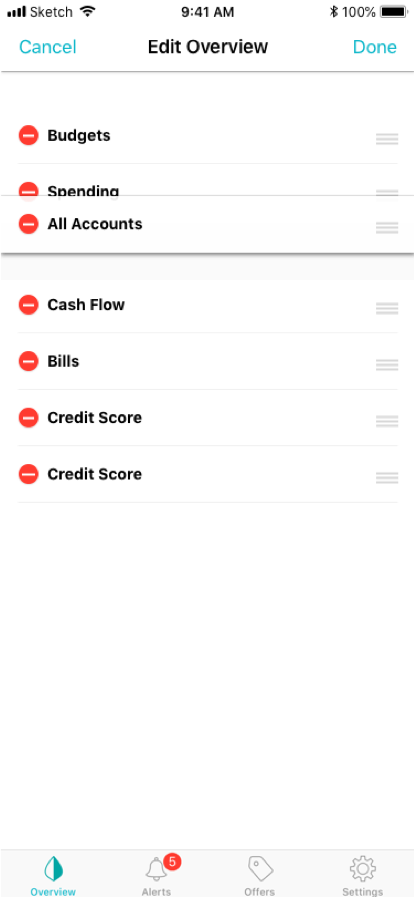 Sketch 9:41 AM 100%
Cancel Edit Overview Done
Budgets
Spending
All Accounts
Cash Flow
Bills
Credit Score
Credit Score
5
Overview Alerts Offers Settings